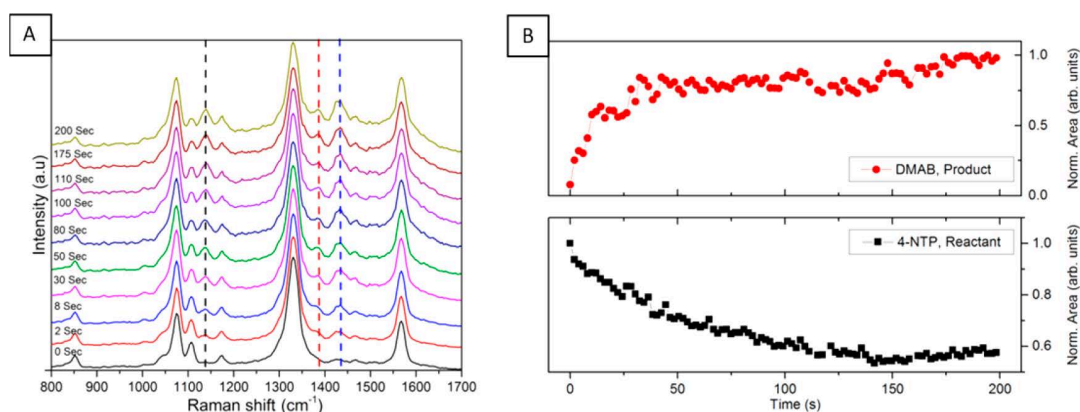 A
200 Sec
175 Sec
110 Sec
100 Sec
80 Sec
50 Sec
30 Sec
8 Sec
2 Sec
0 Sec
Intensity (a.u)
800 900 1000 1100 1200 1300 1400 1500 1600 1700
Raman shift (cm⁻¹)
B
1.0
0.5
0.0
Norm. Area (arb. units)
DMAB, Product
4-NTP, Reactant
1.0
0.8
0.6
Norm. Area (arb. units)
0 50 100 150 200
Time (s)